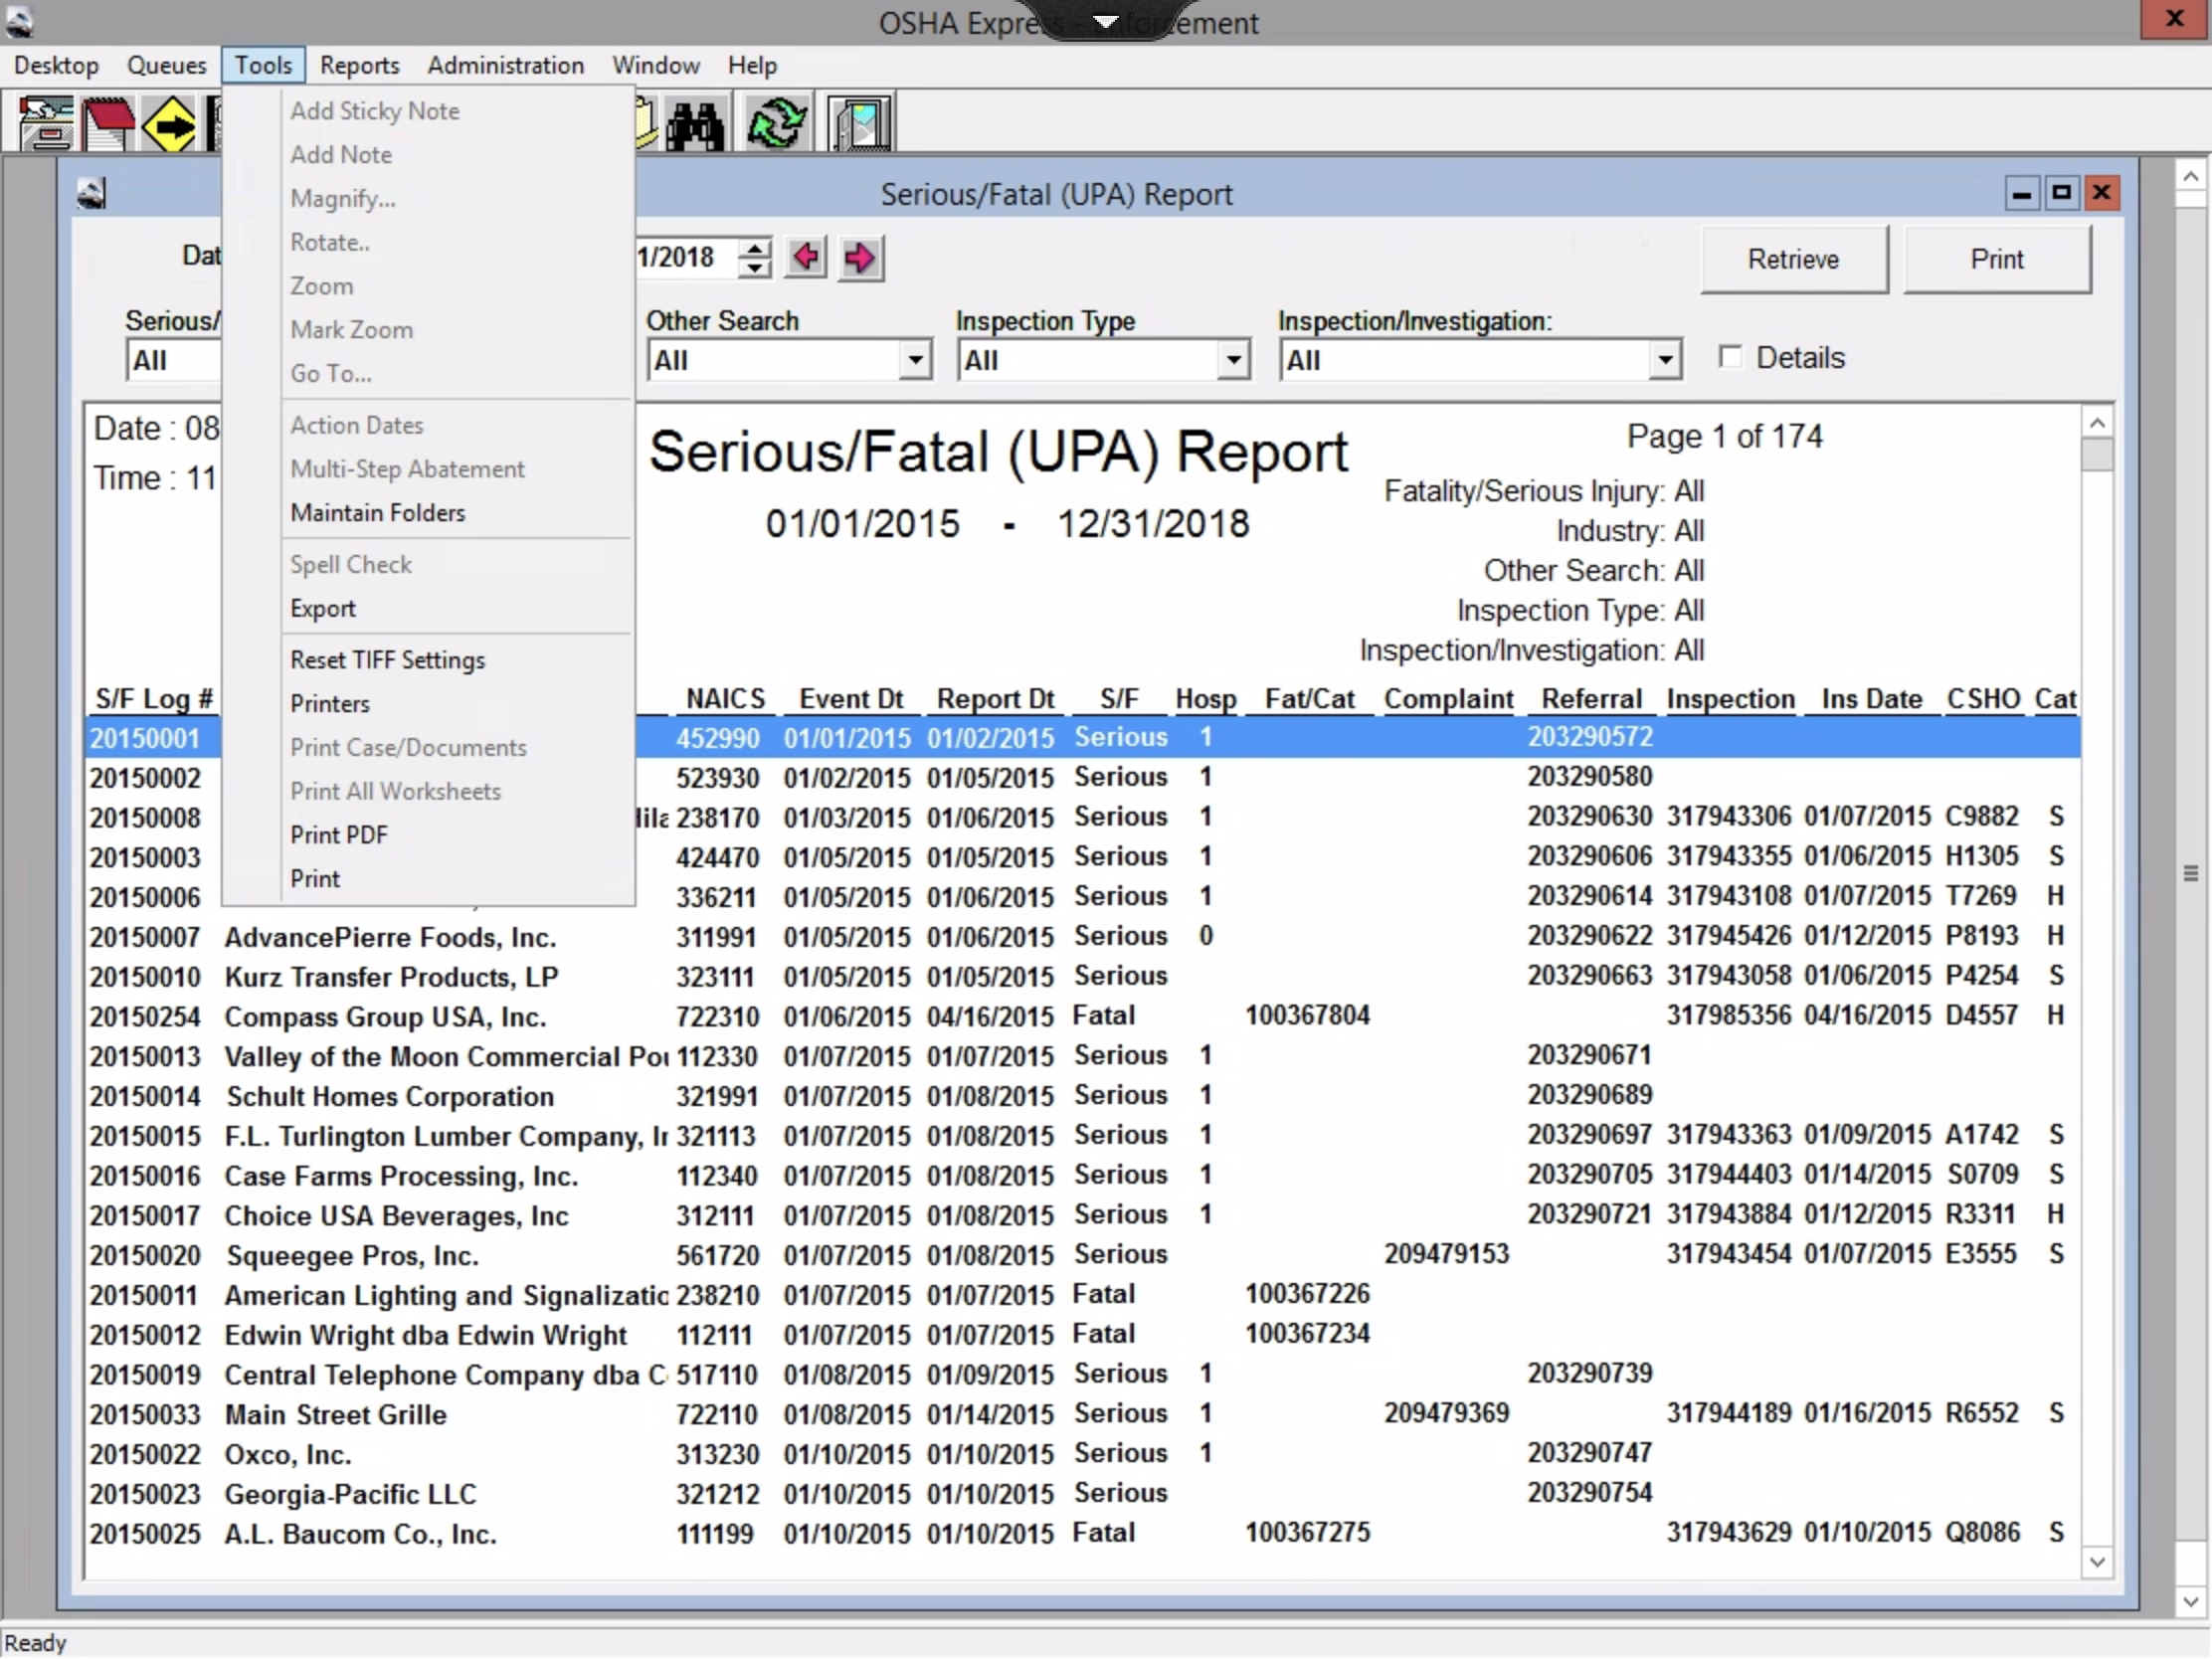 OSHA Express - Enforcement
Desktop Queues Tools Reports Administration Window Help
Add Sticky Note
Add Note
Magnify...
Rotate..
Zoom
Mark Zoom
Go To...
Action Dates
Multi-Step Abatement
Maintain Folders
Spell Check
Export
Reset TIFF Settings
Printers
Print Case/Documents
Print All Worksheets
Print PDF
Print
Serious/Fatal (UPA) Report
Dat 1/2018 Retrieve Print
Serious/ Other Search Inspection Type Inspection/Investigation:
All All All All Details
Date : 08 Serious/Fatal (UPA) Report Page 1 of 174
Time : 11
01/01/2015 - 12/31/2018
Fatality/Serious Injury: All
Industry: All
Other Search: All
Inspection Type: All
Inspection/Investigation: All
S/F Log # NAICS Event Dt Report Dt S/F Hosp Fat/Cat Complaint Referral Inspection Ins Date CSHO Cat
20150001 452990 01/01/2015 01/02/2015 Serious 1 203290572
20150002 523930 01/02/2015 01/05/2015 Serious 1 203290580
20150008 238170 01/03/2015 01/06/2015 Serious 1 203290630 317943306 01/07/2015 C9882 S
20150003 424470 01/05/2015 01/05/2015 Serious 1 203290606 317943355 01/06/2015 H1305 S
20150006 336211 01/05/2015 01/06/2015 Serious 1 203290614 317943108 01/07/2015 T7269 H
20150007 AdvancePierre Foods, Inc. 311991 01/05/2015 01/06/2015 Serious 0 203290622 317945426 01/12/2015 P8193 H
20150010 Kurz Transfer Products, LP 323111 01/05/2015 01/05/2015 Serious 203290663 317943058 01/06/2015 P4254 S
20150254 Compass Group USA, Inc. 722310 01/06/2015 04/16/2015 Fatal 100367804 317985356 04/16/2015 D4557 H
20150013 Valley of the Moon Commercial Pou 112330 01/07/2015 01/07/2015 Serious 1 203290671
20150014 Schult Homes Corporation 321991 01/07/2015 01/08/2015 Serious 1 203290689
20150015 F.L. Turlington Lumber Company, Ir 321113 01/07/2015 01/08/2015 Serious 1 203290697 317943363 01/09/2015 A1742 S
20150016 Case Farms Processing, Inc. 112340 01/07/2015 01/08/2015 Serious 1 203290705 317944403 01/14/2015 S0709 S
20150017 Choice USA Beverages, Inc 312111 01/07/2015 01/08/2015 Serious 1 203290721 317943884 01/12/2015 R3311 H
20150020 Squeegee Pros, Inc. 561720 01/07/2015 01/08/2015 Serious 209479153 317943454 01/07/2015 E3555 S
20150011 American Lighting and Signalizatic 238210 01/07/2015 01/07/2015 Fatal 100367226
20150012 Edwin Wright dba Edwin Wright 112111 01/07/2015 01/07/2015 Fatal 100367234
20150019 Central Telephone Company dba C 517110 01/08/2015 01/09/2015 Serious 1 203290739
20150033 Main Street Grille 722110 01/08/2015 01/14/2015 Serious 1 209479369 317944189 01/16/2015 R6552 S
20150022 Oxco, Inc. 313230 01/10/2015 01/10/2015 Serious 1 203290747
20150023 Georgia-Pacific LLC 321212 01/10/2015 01/10/2015 Serious 203290754
20150025 A.L. Baucom Co., Inc. 111199 01/10/2015 01/10/2015 Fatal 100367275 317943629 01/10/2015 Q8086 S
Ready